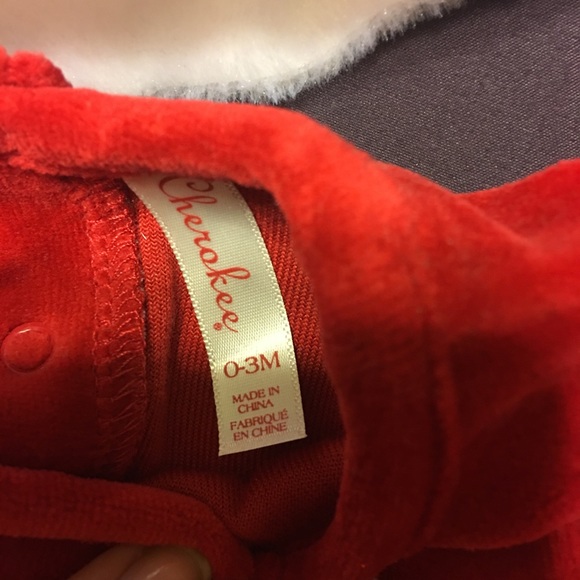 Cherokee®
0-3M
MADE IN
CHINA
FABRIQUÉ
EN CHINE